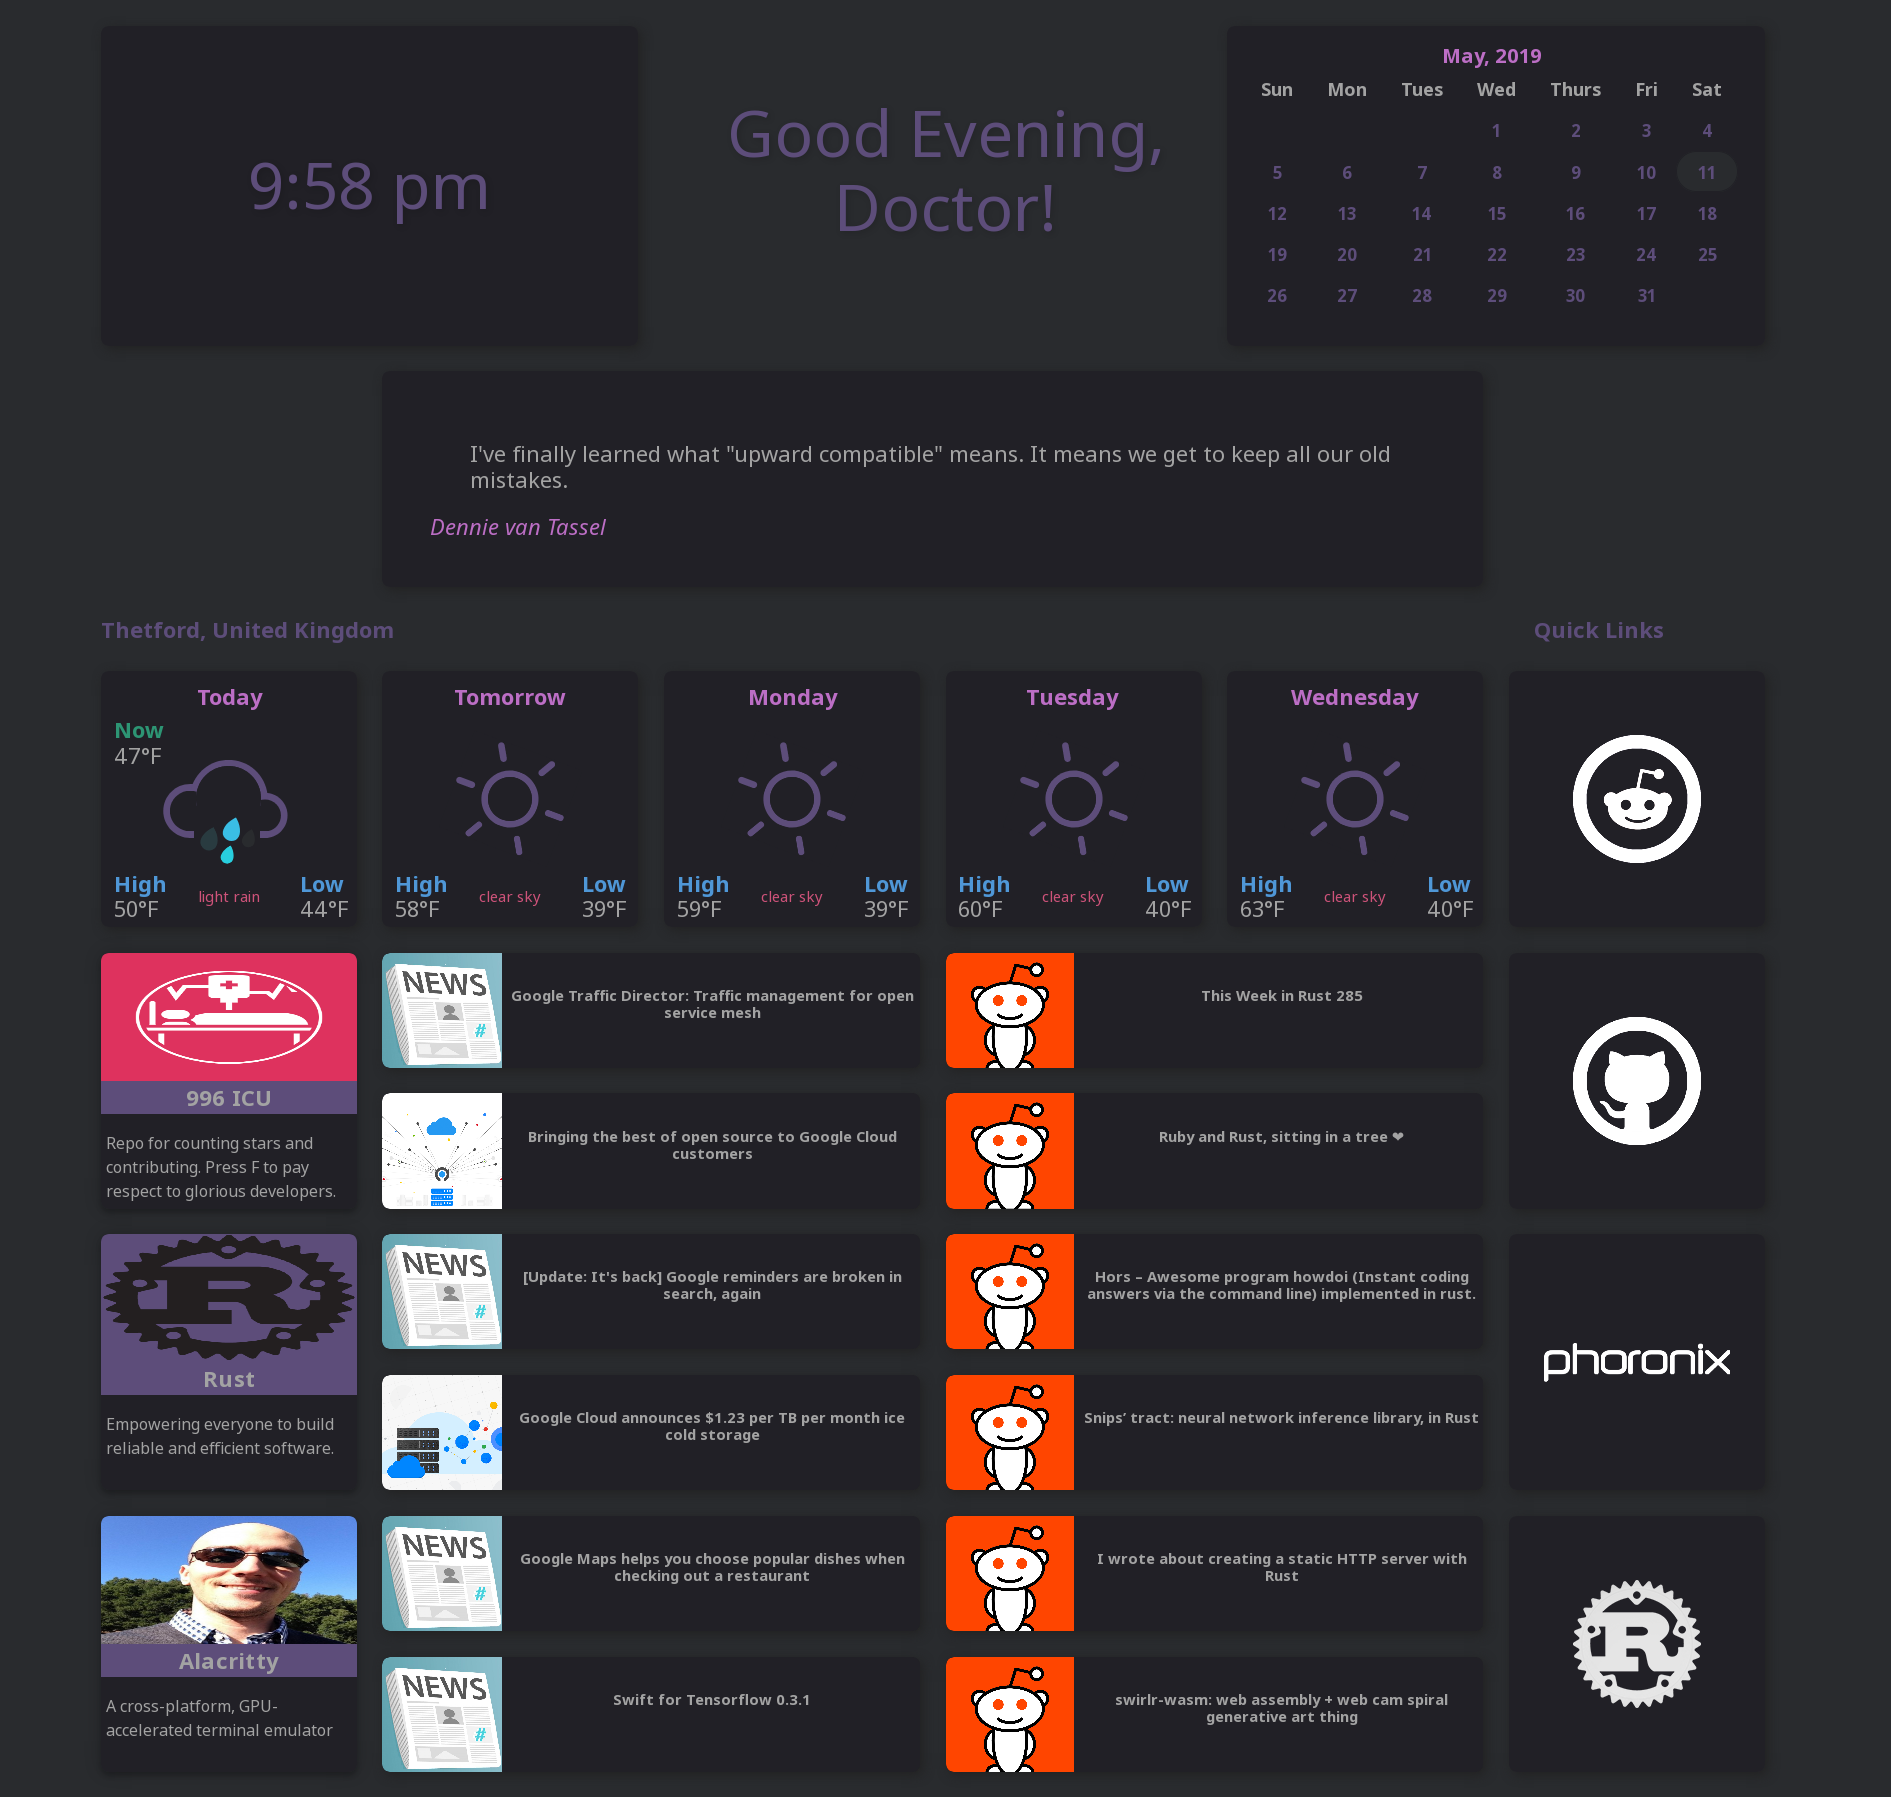 9:58 pm
Good Evening,
Doctor!
May, 2019
Sun Mon Tues Wed Thurs Fri Sat
1 2 3 4
5 6 7 8 9 10 11
12 13 14 15 16 17 18
19 20 21 22 23 24 25
26 27 28 29 30 31
I've finally learned what "upward compatible" means. It means we get to keep all our old
mistakes.
Dennie van Tassel
Thetford, United Kingdom
Quick Links
Today
Now
47°F
High
50°F
light rain
Low
44°F
Tomorrow
High
58°F
clear sky
Low
39°F
Monday
High
59°F
clear sky
Low
39°F
Tuesday
High
60°F
clear sky
Low
40°F
Wednesday
High
63°F
clear sky
Low
40°F
996 ICU
Repo for counting stars and
contributing. Press F to pay
respect to glorious developers.
R
Rust
Empowering everyone to build
reliable and efficient software.
Alacritty
A cross-platform, GPU-
accelerated terminal emulator
NEWS
#
Google Traffic Director: Traffic management for open
service mesh
Bringing the best of open source to Google Cloud
customers
NEWS
#
[Update: It's back] Google reminders are broken in
search, again
Google Cloud announces $1.23 per TB per month ice
cold storage
NEWS
#
Google Maps helps you choose popular dishes when
checking out a restaurant
NEWS
#
Swift for Tensorflow 0.3.1
This Week in Rust 285
Ruby and Rust, sitting in a tree ❤
Hors – Awesome program howdoi (Instant coding
answers via the command line) implemented in rust.
Snips’ tract: neural network inference library, in Rust
I wrote about creating a static HTTP server with
Rust
swirlr-wasm: web assembly + web cam spiral
generative art thing
phoronix
R